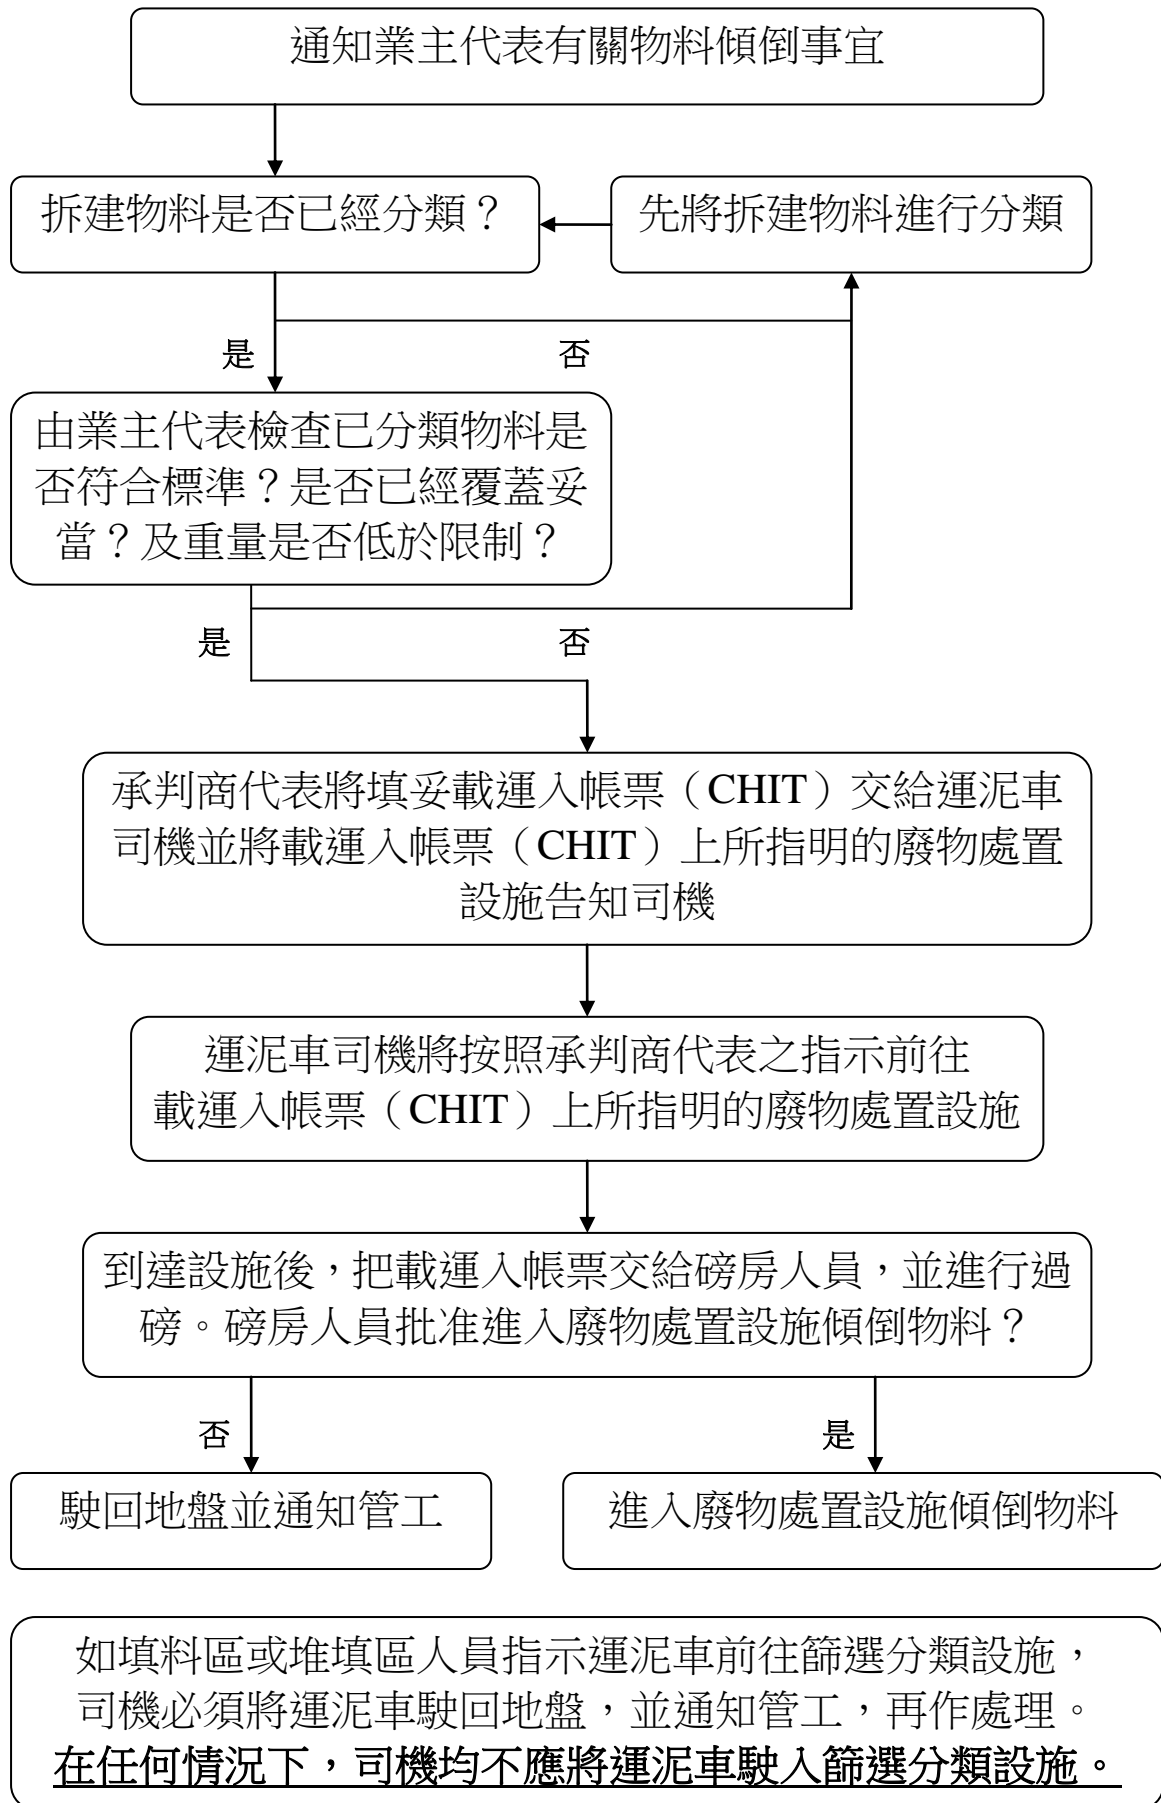 通知業主代表有關物料傾倒事宜
拆建物料是否已經分類？
先將拆建物料進行分類
是
否
由業主代表檢查已分類物料是
否符合標準？是否已經覆蓋妥
當？及重量是否低於限制？
是
否
承判商代表將填妥載運入帳票（CHIT）交給運泥車
司機並將載運入帳票（CHIT）上所指明的廢物處置
設施告知司機
運泥車司機將按照承判商代表之指示前往
載運入帳票（CHIT）上所指明的廢物處置設施
到達設施後，把載運入帳票交給磅房人員，並進行過
磅。磅房人員批准進入廢物處置設施傾倒物料？
否
是
駛回地盤並通知管工
進入廢物處置設施傾倒物料
如填料區或堆填區人員指示運泥車前往篩選分類設施，
司機必須將運泥車駛回地盤，並通知管工，再作處理。
在任何情況下，司機均不應將運泥車駛入篩選分類設施。